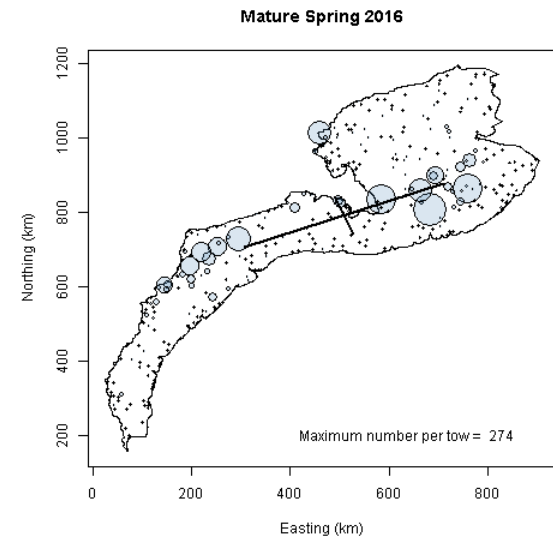 Mature Spring 2016
1200
1000
800
600
400
200
Northing (km)
Maximum number per tow = 274
0 200 400 600 800
Easting (km)